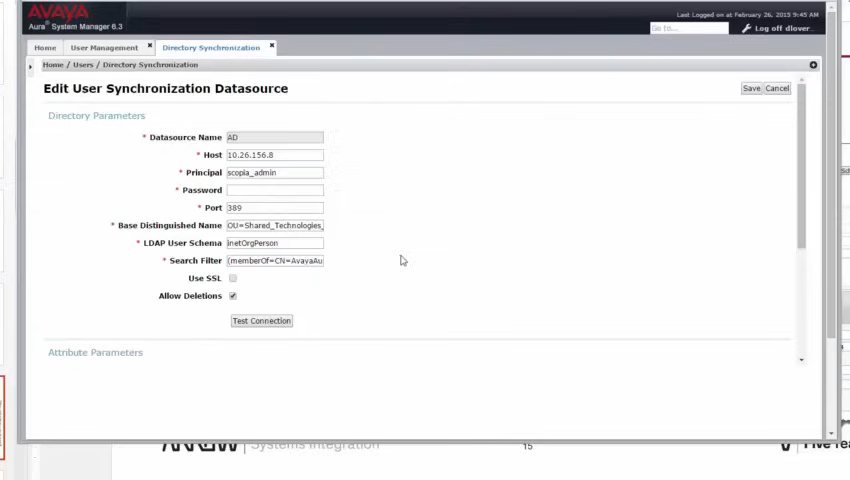 AVAYA
Aura® System Manager 6.3
Last Logged on at February 26, 2015 9:45 AM
Go to...
Log off dlover..
Home
User Management
Directory Synchronization
Home / Users / Directory Synchronization
Edit User Synchronization Datasource
Save Cancel
Directory Parameters
* Datasource Name AD
* Host 10.26.156.8
* Principal scopia_admin
* Password
* Port 389
* Base Distinguished Name OU=Shared_Technologies_
* LDAP User Schema inetOrgPerson
* Search Filter (memberOf=CN=AvayaAu
Use SSL
Allow Deletions
Test Connection
Attribute Parameters
ARROW Systems Integration
15
Five